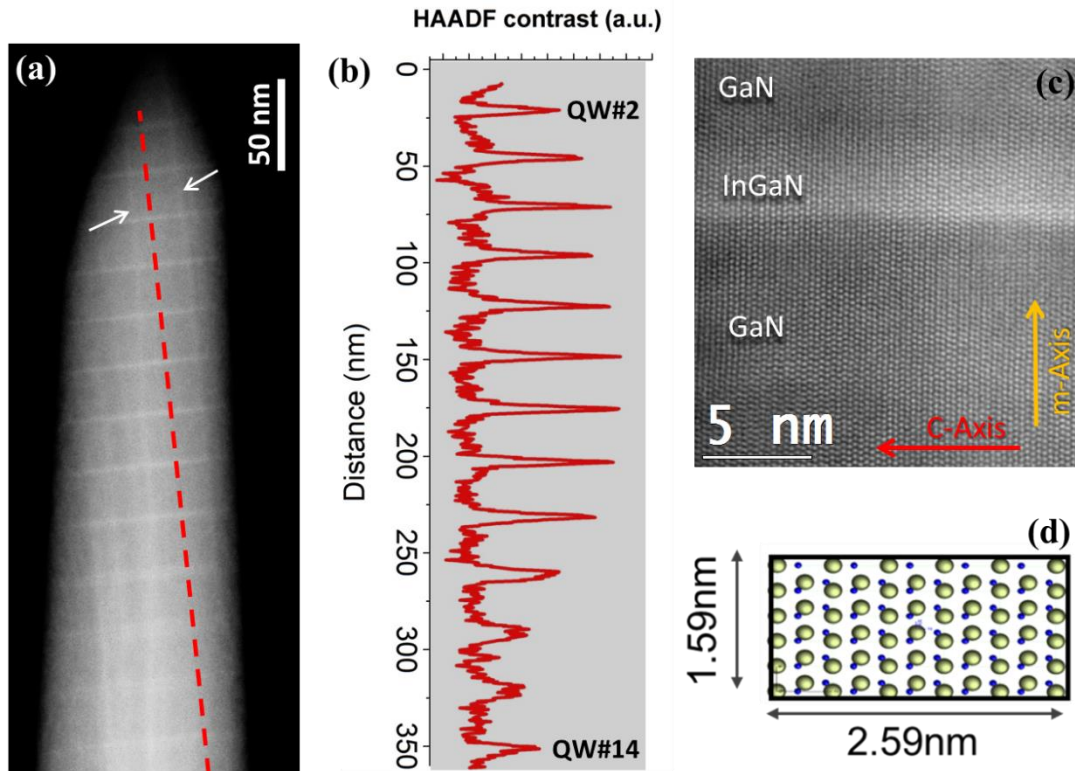 (a)
50 nm
(b)
HAADF contrast (a.u.)
0
50
100
150
200
250
300
350
Distance (nm)
QW#2
QW#14
(c)
GaN
InGaN
GaN
m-Axis
C-Axis
5 nm
(d)
1.59nm
2.59nm